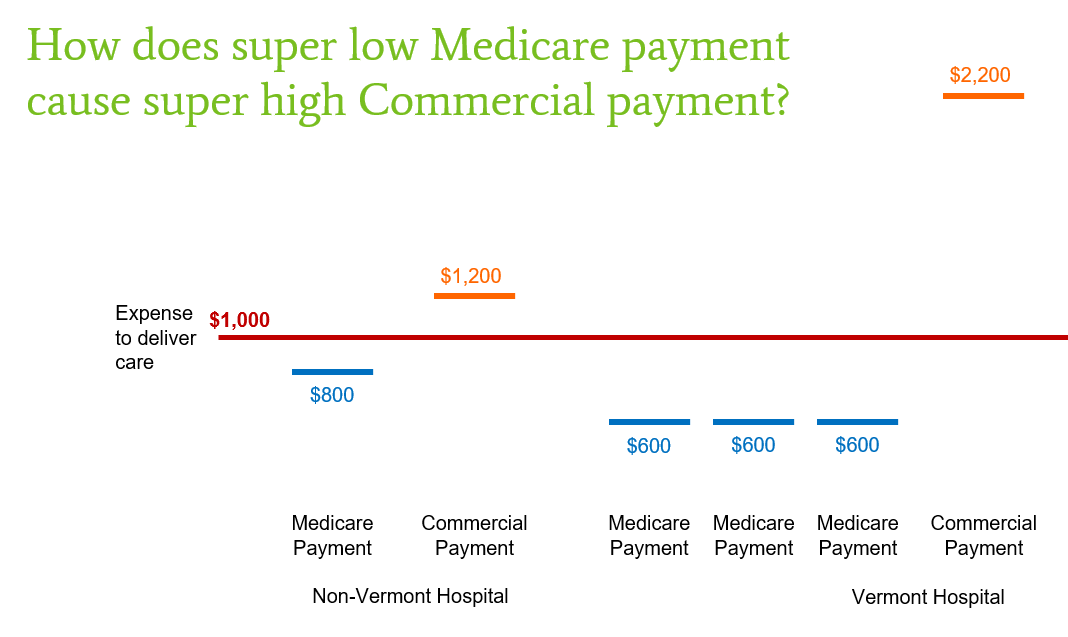 How does super low Medicare payment
cause super high Commercial payment?
$2,200
$1,200
Expense
to deliver
care
$1,000
$800
$600
$600
$600
Medicare
Payment
Commercial
Payment
Medicare
Payment
Medicare
Payment
Medicare
Payment
Commercial
Payment
Non-Vermont Hospital
Vermont Hospital